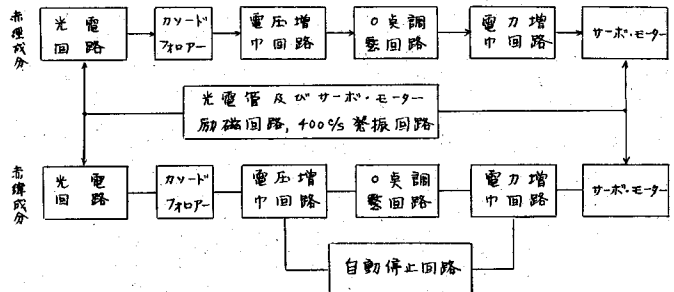 赤経成分
光電
回路
カソード
フォロアー
電圧増
巾回路
0点調
整回路
電力増
巾回路
サーボ・モーター
光電管及びサーボ・モーター
励磁回路, 400c/s発振回路
赤緯成分
光電
回路
カソード
フォロアー
電圧増
巾回路
0点調
整回路
電力増
巾回路
サーボ・モーター
自動停止回路